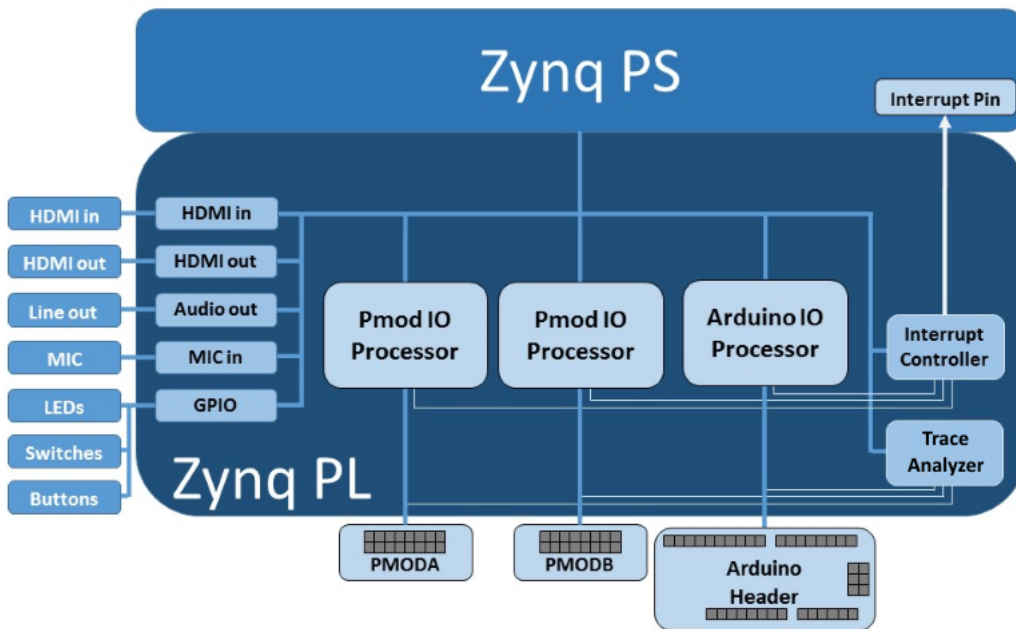 Zynq PS
Interrupt Pin
HDMI in
HDMI in
HDMI out
HDMI out
Line out
Audio out
MIC
MIC in
LEDs
GPIO
Switches
Buttons
Pmod IO
Processor
Pmod IO
Processor
Arduino IO
Processor
Interrupt
Controller
Trace
Analyzer
Zynq PL
PMODA
PMODB
Arduino
Header